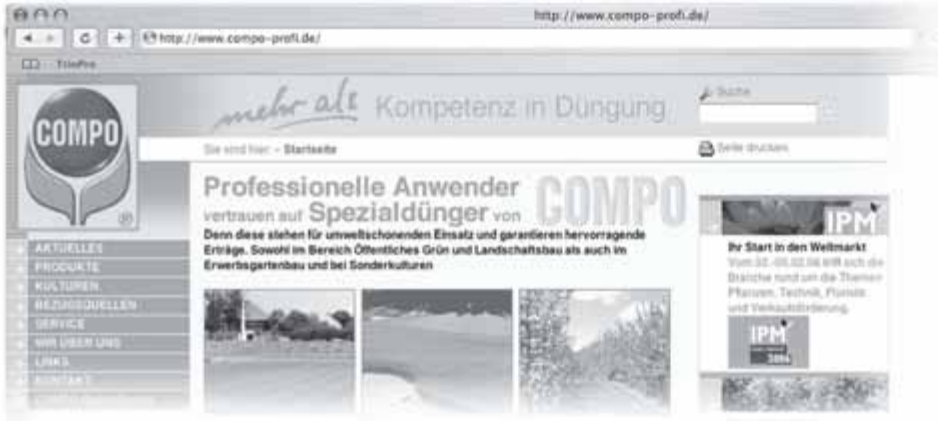 http://www.compo-profi.de/
http://www.compo-profi.de/
COMPO
®
mehr als Kompetenz in Düngung
Suche
Sie sind hier: - Startseite
Seite drucken
Professionelle Anwender
vertrauen auf Spezialdünger von COMPO
Denn diese stehen für umweltschonenden Einsatz und garantieren hervorragende
Erträge. Sowohl im Bereich Öffentliches Grün und Landschaftsbau als auch im
Erwerbsgartenbau und bei Sonderkulturen
AKTUELLES
PRODUKTE
KULTUREN
BEZUGSQUELLEN
SERVICE
WIR ÜBER UNS
LINKS
KONTAKT
IPM
Ihr Start in den Weltmarkt
sich die
Branche rund um die Themen
Pflanzen, Technik, Floristik
und Verkaufsförderung.
IPM